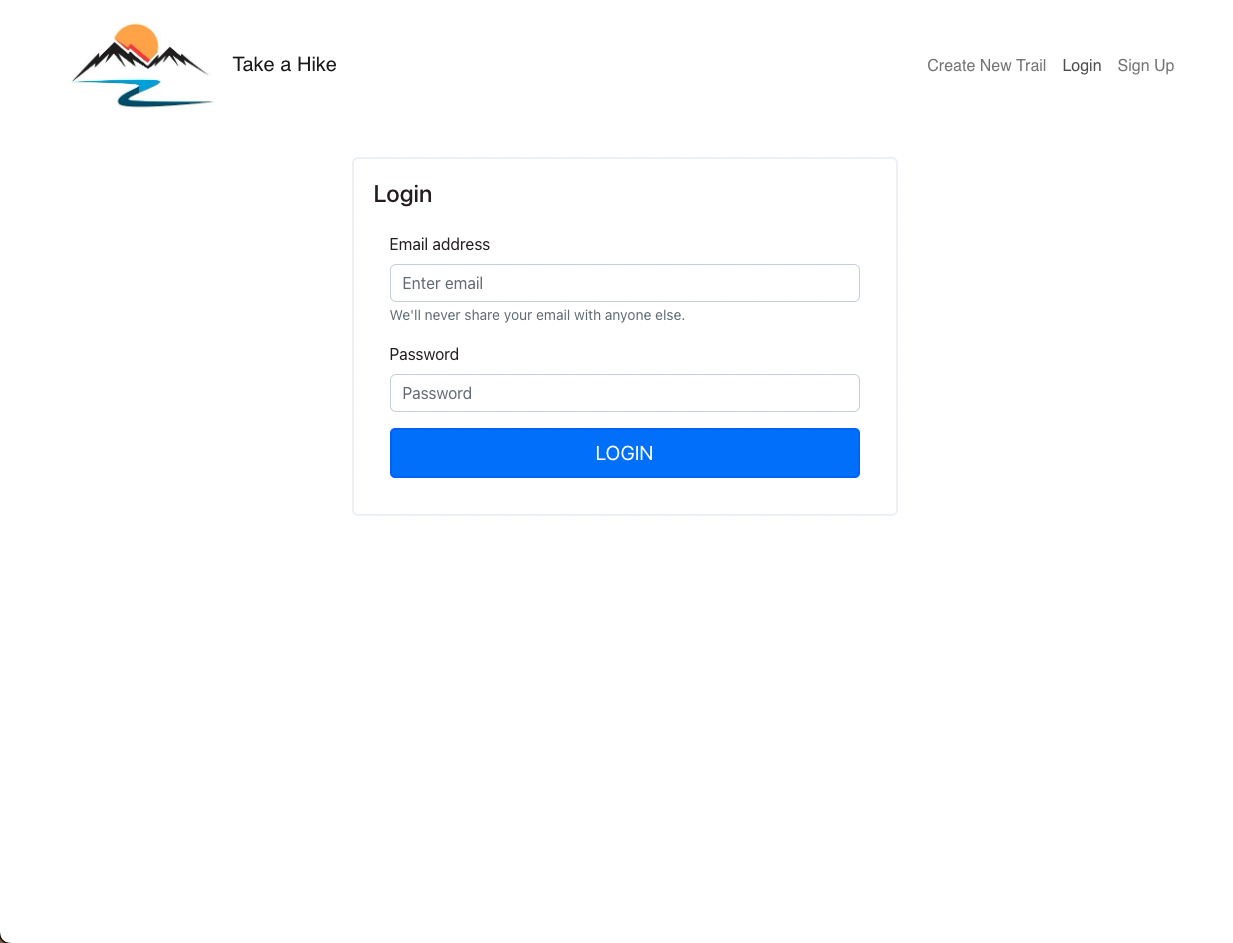 Take a Hike
Create New Trail Login Sign Up
Login
Email address
Enter email
We'll never share your email with anyone else.
Password
Password
LOGIN